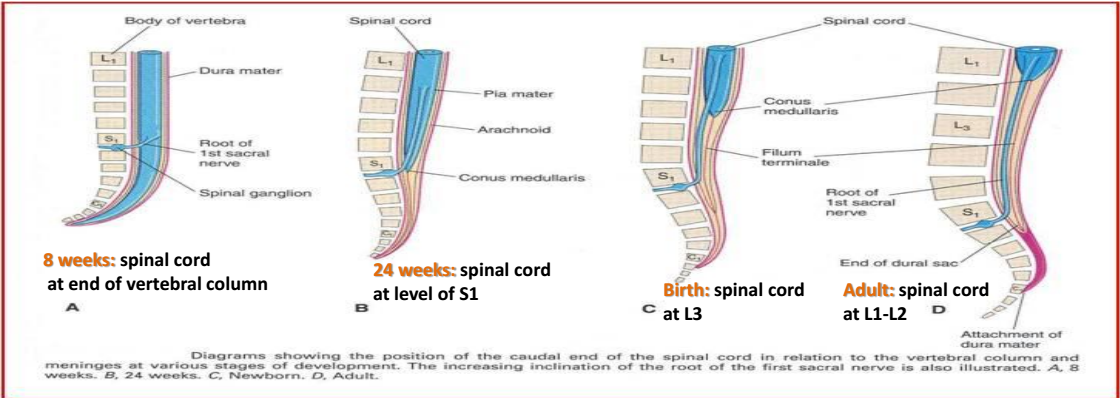 Body of vertebra
L1
Dura mater
S1
Root of
1st sacral
nerve
Spinal ganglion
8 weeks: spinal cord
at end of vertebral column
A
Spinal cord
L1
Pia mater
Arachnoid
S1
Conus medullaris
24 weeks: spinal cord
at level of S1
B
Spinal cord
L1
Conus
medullaris
Filum
terminale
S1
Birth: spinal cord
at L3
C
L1
L3
Root of
1st sacral
nerve
S1
End of dural sac
Adult: spinal cord
at L1-L2
D
Attachment of
dura mater
Diagrams showing the position of the caudal end of the spinal cord in relation to the vertebral column and
meninges at various stages of development. The increasing inclination of the root of the first sacral nerve is also illustrated. A, 8
weeks. B, 24 weeks. C, Newborn. D, Adult.